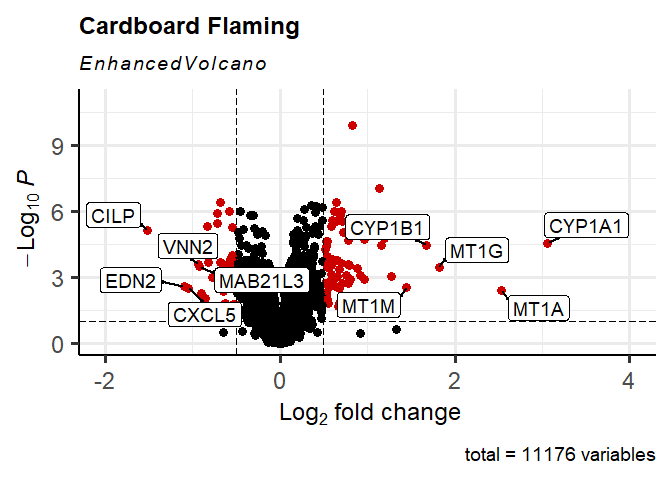 Cardboard Flaming
EnhancedVolcano
−Log10 P
9
6
3
0
CILP
VNN2
EDN2
MAB21L3
CXCL5
CYP1B1
CYP1A1
MT1G
MT1M
MT1A
-2
0
2
4
Log2 fold change
total = 11176 variables